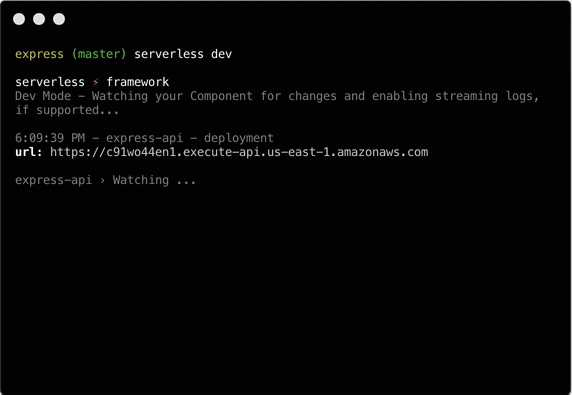 express (master) serverless dev
serverless ⚡ framework
Dev Mode – Watching your Component for changes and enabling streaming logs,
if supported...
6:09:39 PM – express-api – deployment
url: https://c91wo44en1.execute-api.us-east-1.amazonaws.com
express-api › Watching ...